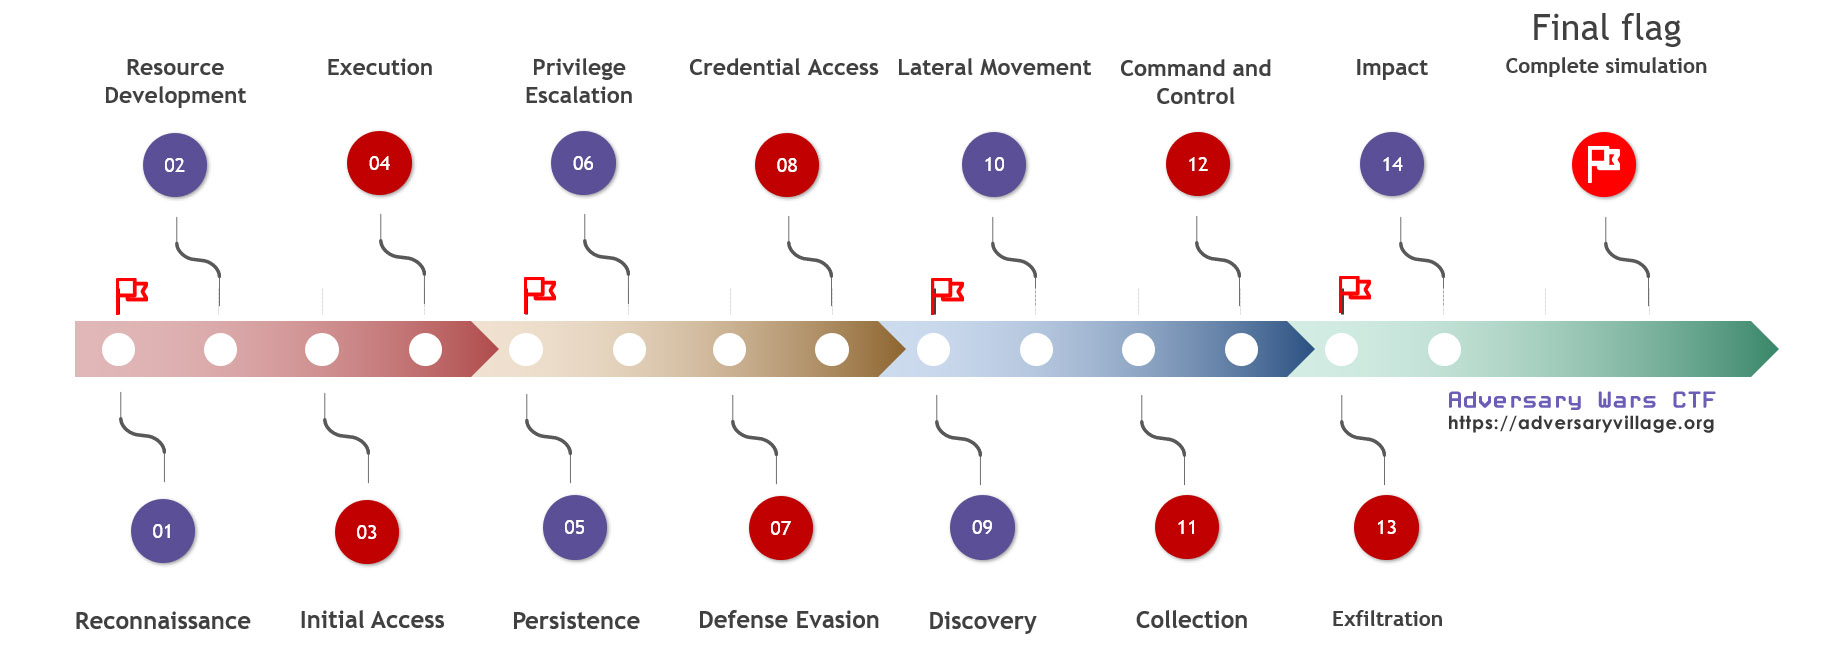 Final flag
Resource
Development
Execution
Privilege
Escalation
Credential Access
Lateral Movement
Command and
Control
Impact
Complete simulation
02
04
06
08
10
12
14
Adversary Wars CTF
https://adversaryvillage.org
01
03
05
07
09
11
13
Reconnaissance
Initial Access
Persistence
Defense Evasion
Discovery
Collection
Exfiltration